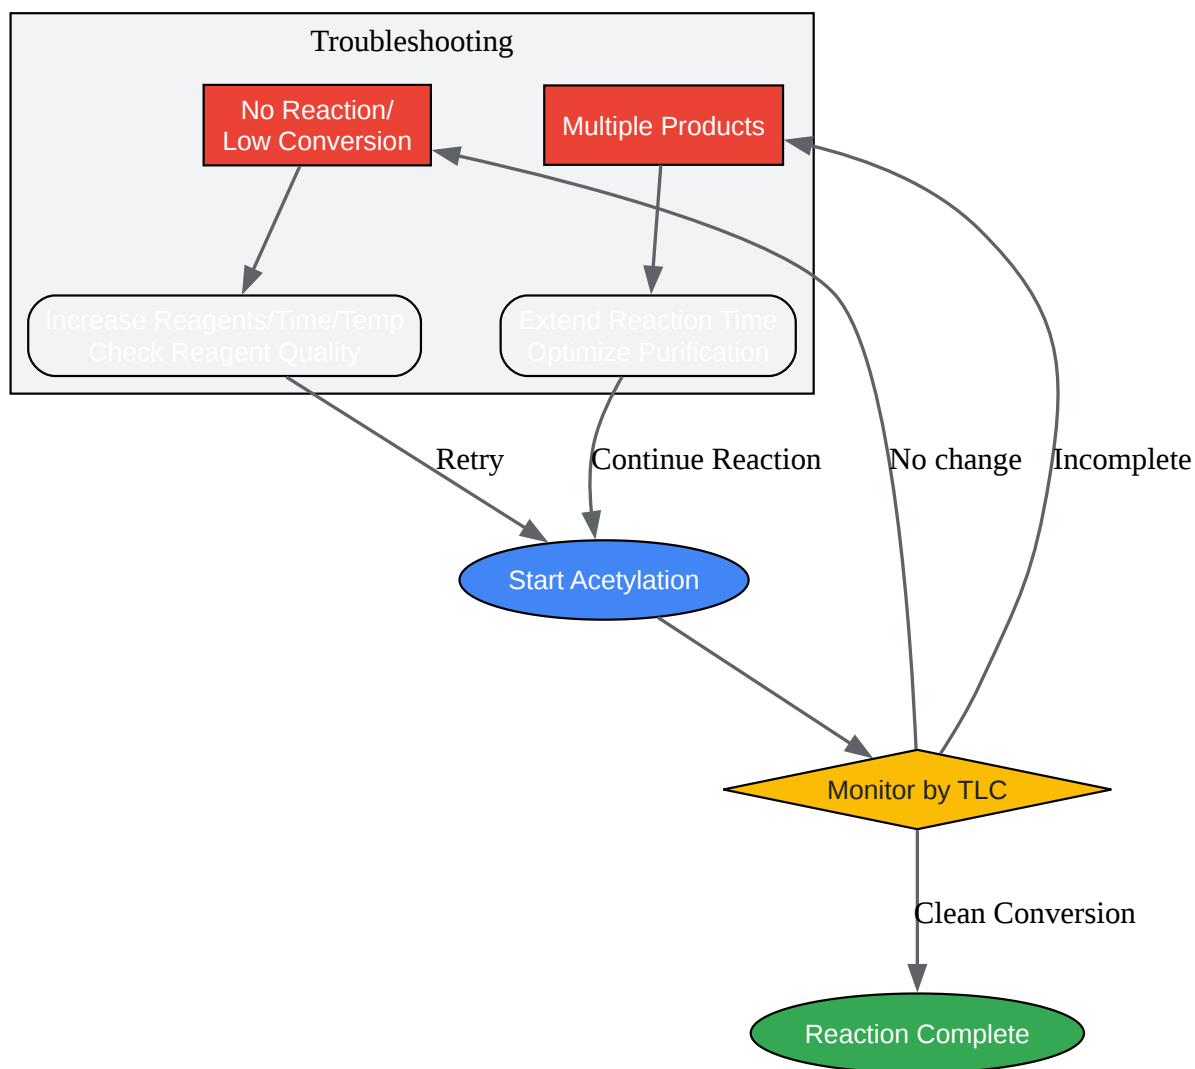 Troubleshooting
No Reaction/
Low Conversion
Multiple Products
Increase Reagents/Time/Temp
Check Reagent Quality
Extend Reaction Time
Optimize Purification
Retry
Continue Reaction
No change
Incomplete
Start Acetylation
Monitor by TLC
Clean Conversion
Reaction Complete